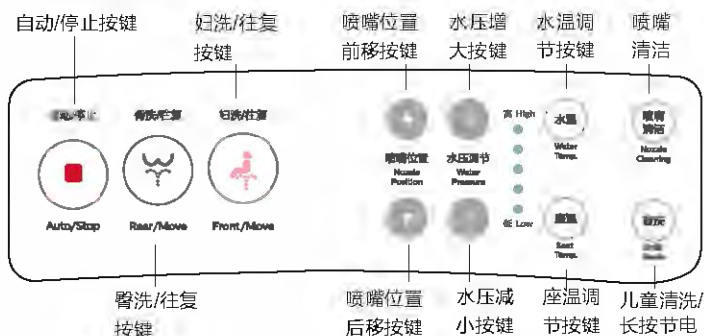 自动/停止按键
妇洗/往复
按键
喷嘴位置
前移按键
水压增
大按键
水温调
节按键
喷嘴
清洁
臀洗/往复
妇洗/往复
高 High
水温
Water
Temp.
喷嘴
清洁
Nozzle
Cleaning
喷嘴位置
Nozzle
Position
水压调节
Water
Pressure
Auto/Stop
Rear/Move
Front/Move
低 Low
座温
Seat
Temp.
臀洗/往复
按键
喷嘴位置
后移按键
水压减
小按键
座温调
节按键
儿童清洗/
长按节电